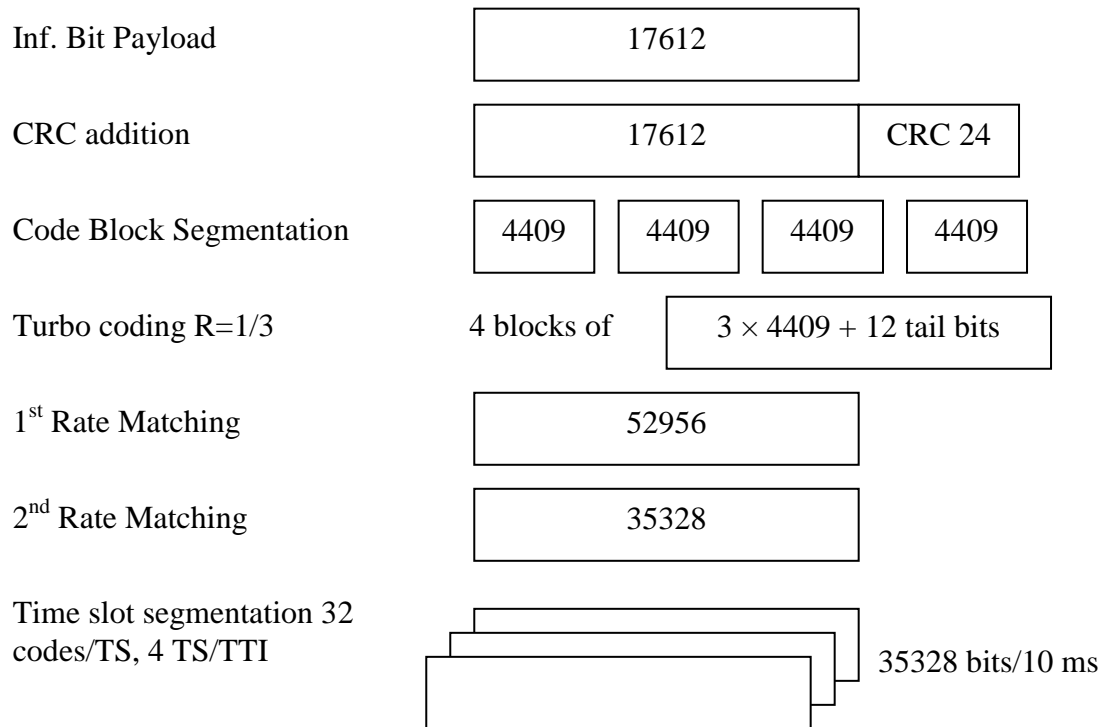 Inf. Bit Payload 17612
CRC addition 17612 CRC 24
Code Block Segmentation 4409 4409 4409 4409
Turbo coding R=1/3 4 blocks of 3 × 4409 + 12 tail bits
1st Rate Matching 52956
2nd Rate Matching 35328
Time slot segmentation 32
codes/TS, 4 TS/TTI
35328 bits/10 ms